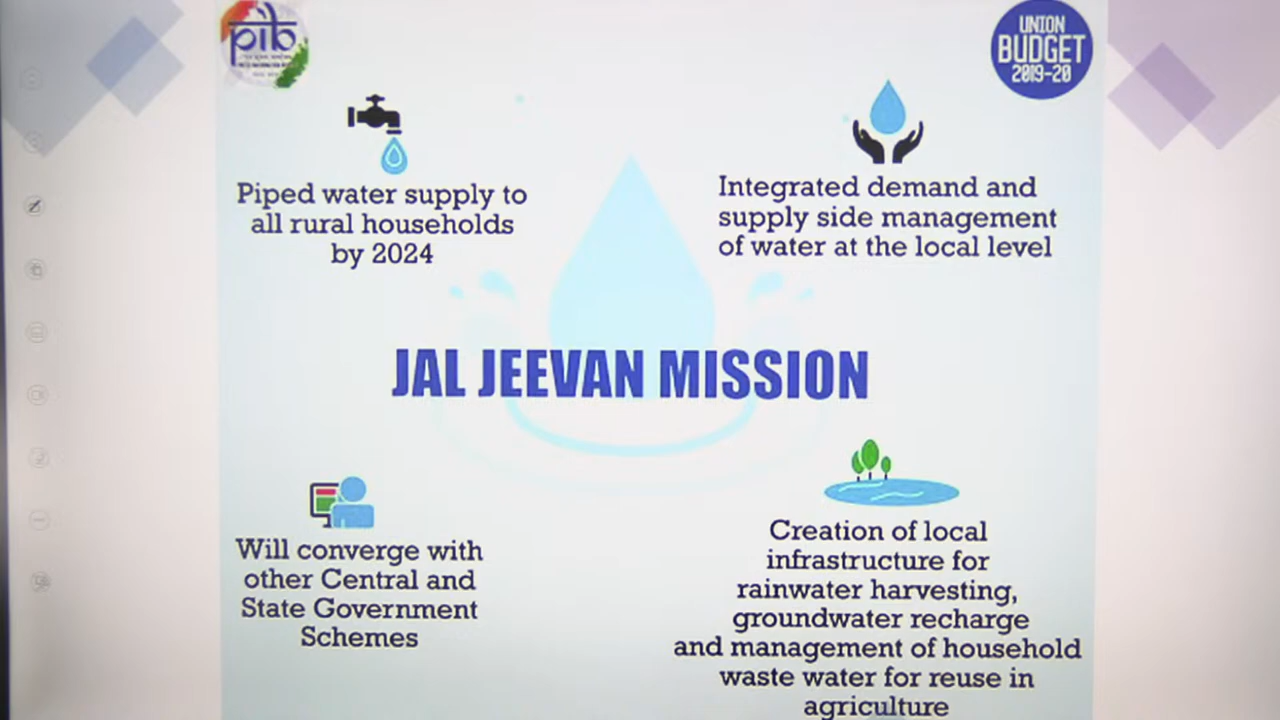 pib
UNION
BUDGET
2019-20
Piped water supply to
all rural households
by 2024
Integrated demand and
supply side management
of water at the local level
JAL JEEVAN MISSION
Will converge with
other Central and
State Government
Schemes
Creation of local
infrastructure for
rainwater harvesting,
groundwater recharge
and management of household
waste water for reuse in
agriculture